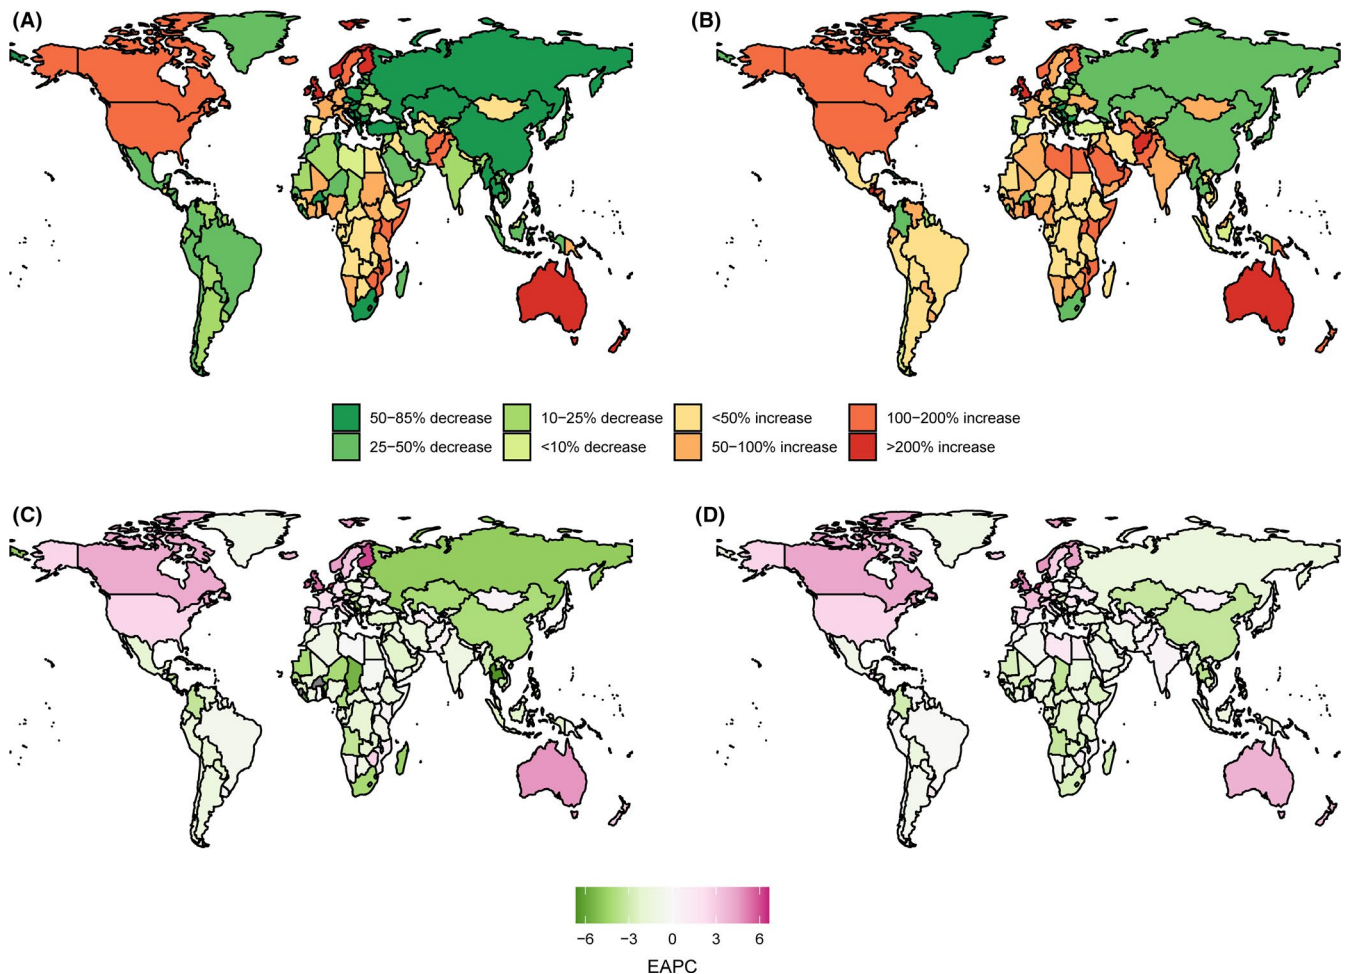 (A) (B)
50−85% decrease 10−25% decrease <50% increase 100−200% increase
25−50% decrease <10% decrease 50−100% increase >200% increase
(C) (D)
−6 −3 0 3 6
EAPC